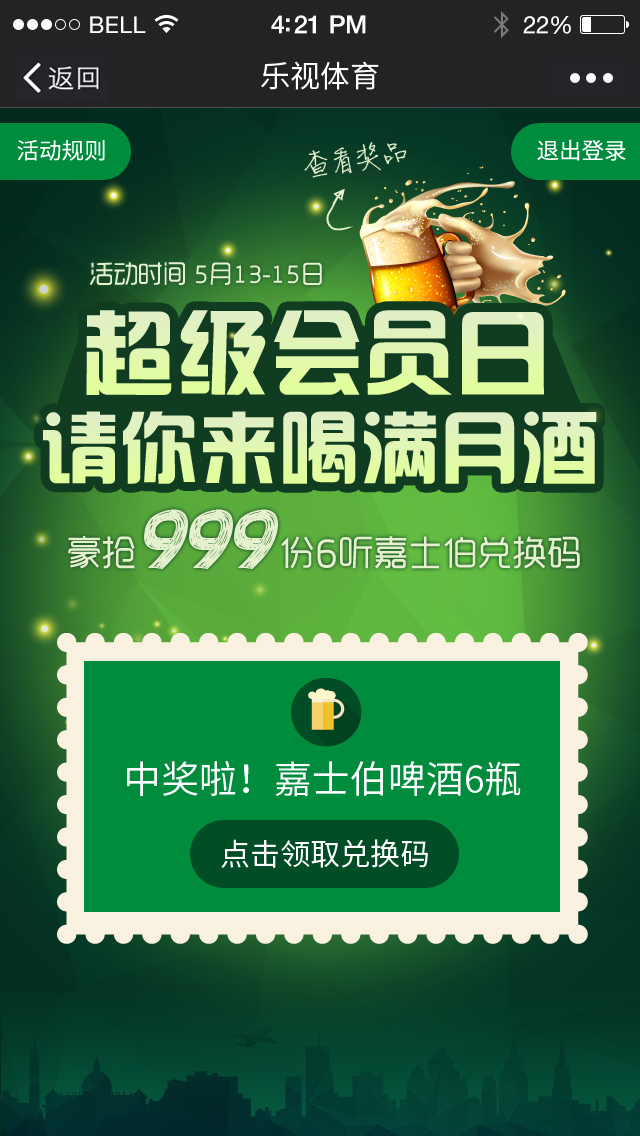 BELL 4:21 PM 22%
返回 乐视体育
活动规则 退出登录
查看奖品
活动时间 5月13-15日
超级会员日
请你来喝满月酒
豪抢999份6听嘉士伯兑换码
中奖啦！嘉士伯啤酒6瓶
点击领取兑换码